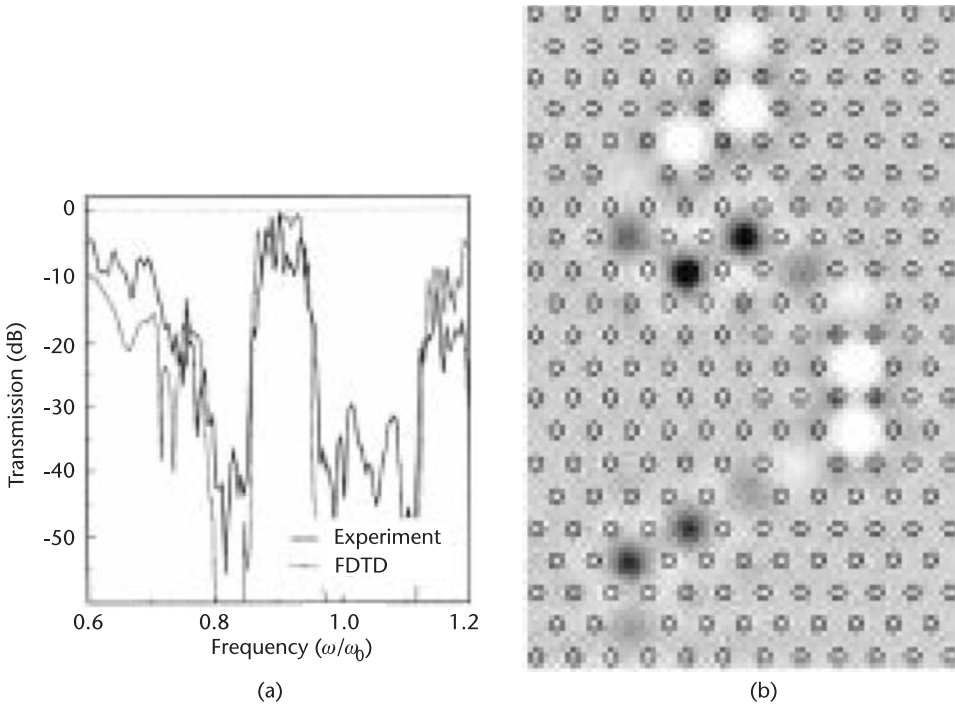 0
-10
-20
-30
-40
-50
Transmission (dB)
Experiment
FDTD
0.6 0.8 1.0 1.2
Frequency (ω/ω0)
(a) (b)